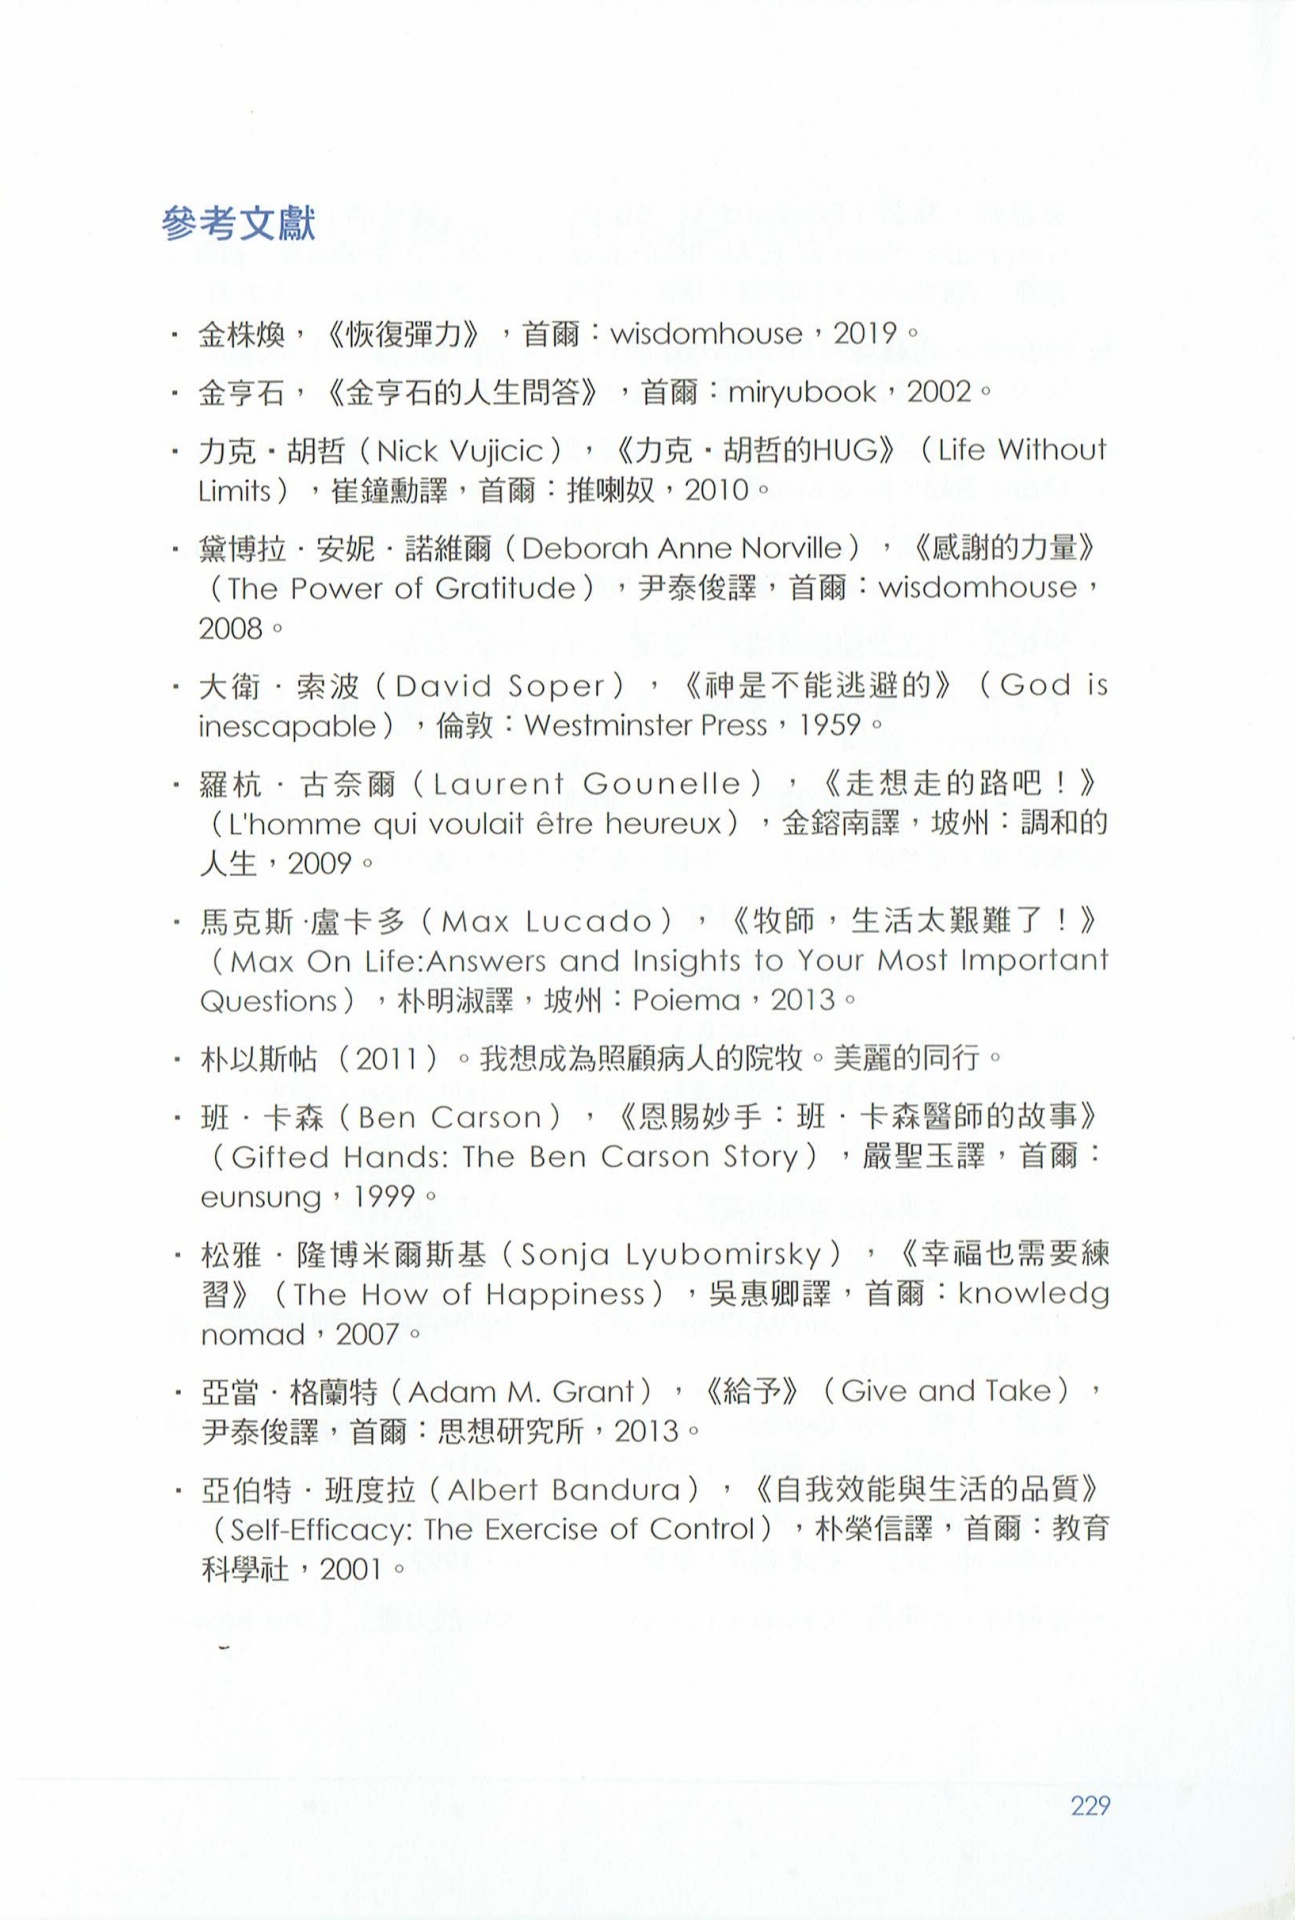 參考文獻
· 金株煥，《恢復彈力》，首爾：wisdomhouse，2019。
· 金亨石，《金亨石的人生問答》，首爾：miryubook，2002。
· 力克·胡哲（Nick Vujicic），《力克·胡哲的HUG》（Life Without
Limits），崔鐘勳譯，首爾：推喇奴，2010。
· 黛博拉·安妮·諾維爾（Deborah Anne Norville），《感謝的力量》
（The Power of Gratitude），尹泰俊譯，首爾：wisdomhouse，
2008。
· 大衛·索波（David Soper），《神是不能逃避的》（God is
inescapable），倫敦：Westminster Press，1959。
· 羅杭·古奈爾（Laurent Gounelle），《走想走的路吧！》
（L'homme qui voulait être heureux），金鎔南譯，坡州：調和的
人生，2009。
· 馬克斯·盧卡多（Max Lucado），《牧師，生活太艱難了！》
（Max On Life:Answers and Insights to Your Most Important
Questions），朴明淑譯，坡州：Poiema，2013。
· 朴以斯帖（2011）。我想成為照顧病人的院牧。美麗的同行。
· 班·卡森（Ben Carson），《恩賜妙手：班·卡森醫師的故事》
（Gifted Hands: The Ben Carson Story），嚴聖玉譯，首爾：
eunsung，1999。
· 松雅·隆博米爾斯基（Sonja Lyubomirsky），《幸福也需要練
習》（The How of Happiness），吳惠卿譯，首爾：knowledg
nomad，2007。
· 亞當·格蘭特（Adam M. Grant），《給予》（Give and Take），
尹泰俊譯，首爾：思想研究所，2013。
· 亞伯特·班度拉（Albert Bandura），《自我效能與生活的品質》
（Self-Efficacy: The Exercise of Control），朴榮信譯，首爾：教育
科學社，2001。
229